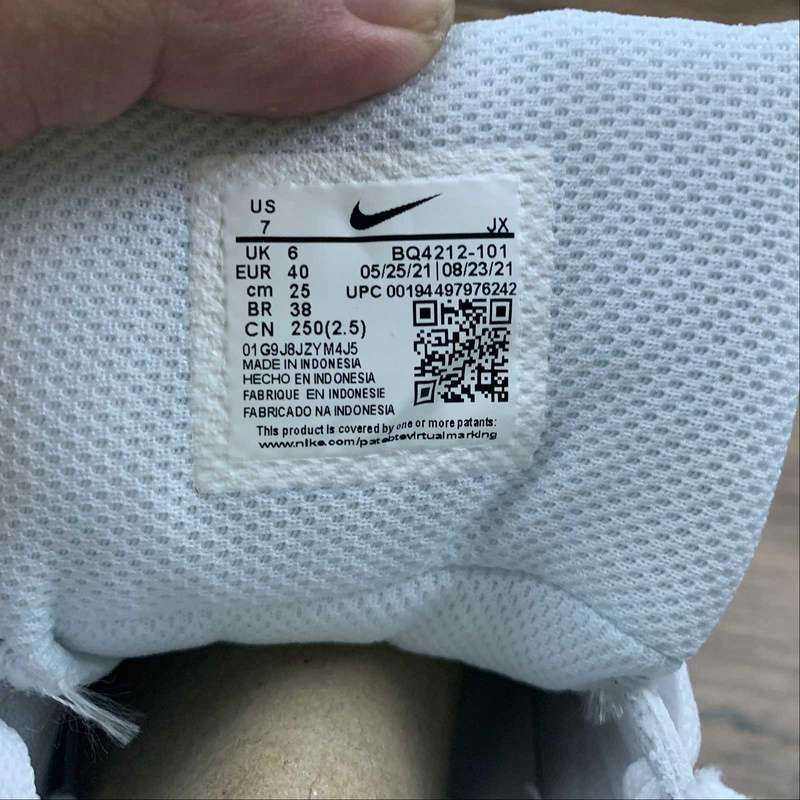 US
7 JX
UK 6 BQ4212-101
EUR 40 05/25/21|08/23/21
cm 25 UPC 00194497976242
BR 38
CN 250(2.5)
01G9J8JZYM4J5
MADE IN INDONESIA
HECHO EN INDONESIA
FABRIQUE EN INDONESIE
FABRICADO NA INDONESIA
This product is covered by one or more patants:
www.nike.com/patebtevirtualmarking